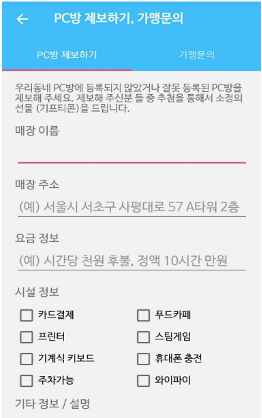 PC방 제보하기, 가맹문의
PC방 제보하기 가맹문의
우리동네 PC방에 등록되지 않았거나 잘못 등록된 PC방을
제보해 주세요. 제보해 주신분 들 중 추첨을 통해서 소정의
선물 (기프티콘)을 드립니다.
매장 이름
매장 주소
(예) 서울시 서초구 사평대로 57 A타워 2층
요금 정보
(예) 시간당 천원 후불, 정액 10시간 만원
시설 정보
카드결제 푸드카페
프린터 스팀게임
기계식 키보드 휴대폰 충전
주차가능 와이파이
기타 정보 / 설명